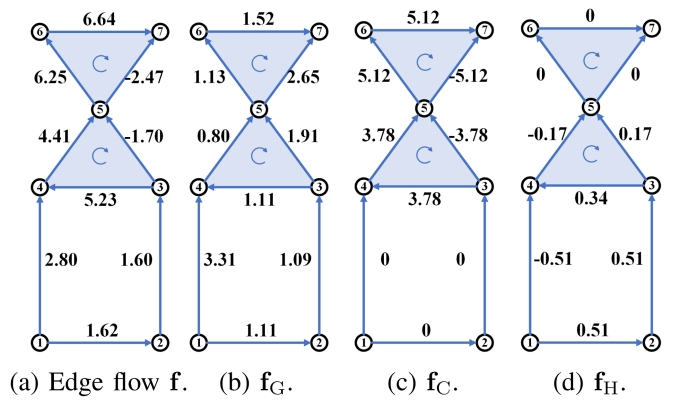 6.64 1.52 5.12 0
6 7 6 7 6 7 6 7
6.25 -2.47 1.13 2.65 5.12 -5.12 0 0
5 5 5 5
4.41 -1.70 0.80 1.91 3.78 -3.78 -0.17 0.17
4 3 4 3 4 3 4 3
5.23 1.11 3.78 0.34
2.80 1.60 3.31 1.09 0 0 -0.51 0.51
1.62 1.11 0 0.51
1 2 1 2 1 2 1 2
(a) Edge flow f. (b) f_G. (c) f_C. (d) f_H.